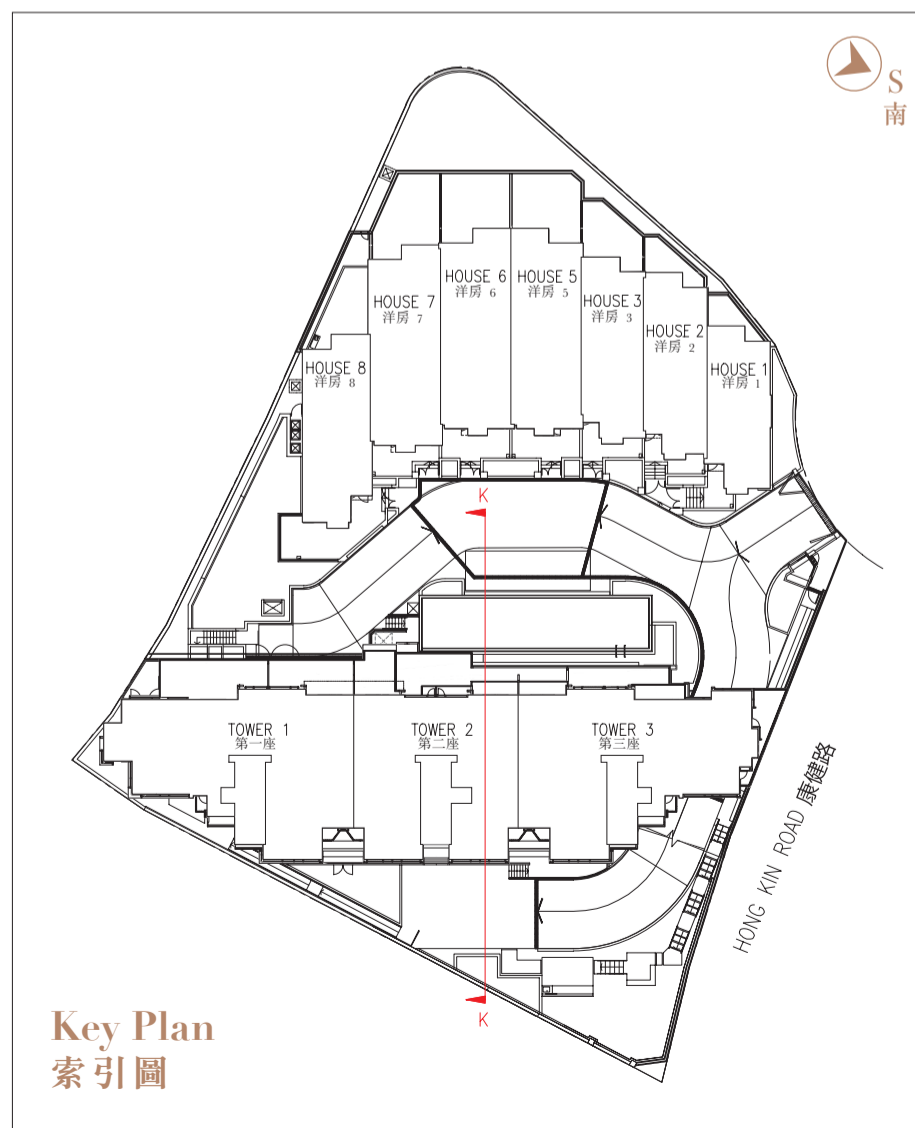 S
南
HOUSE 6
洋房 6
HOUSE 5
洋房 5
HOUSE 7
洋房 7
HOUSE 3
洋房 3
HOUSE 2
洋房 2
HOUSE 8
洋房 8
HOUSE 1
洋房 1
K
TOWER 1
第一座
TOWER 2
第二座
TOWER 3
第三座
HONG KIN ROAD 康健路
K
Key Plan
索引圖